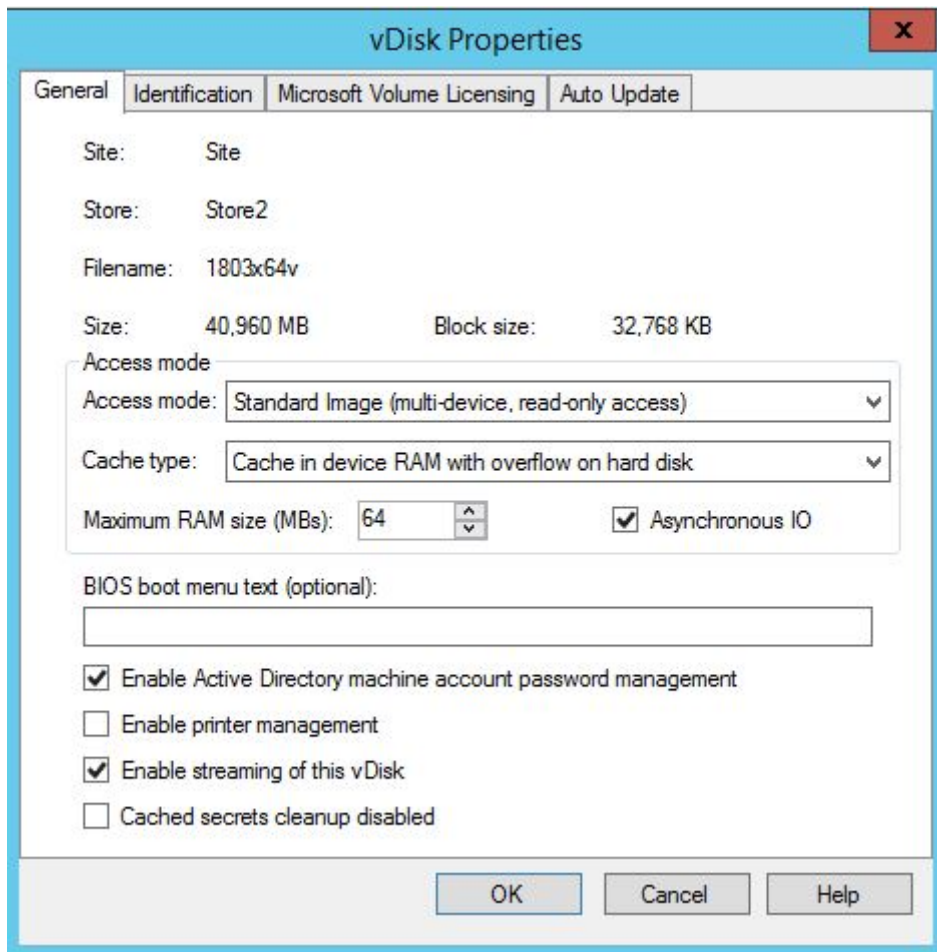 vDisk Properties
x
General Identification Microsoft Volume Licensing Auto Update
Site: Site
Store: Store2
Filename: 1803x64v
Size: 40,960 MB Block size: 32,768 KB
Access mode
Access mode: Standard Image (multi-device, read-only access)
Cache type: Cache in device RAM with overflow on hard disk
Maximum RAM size (MBs): 64 Asynchronous IO
BIOS boot menu text (optional):
Enable Active Directory machine account password management
Enable printer management
Enable streaming of this vDisk
Cached secrets cleanup disabled
OK Cancel Help